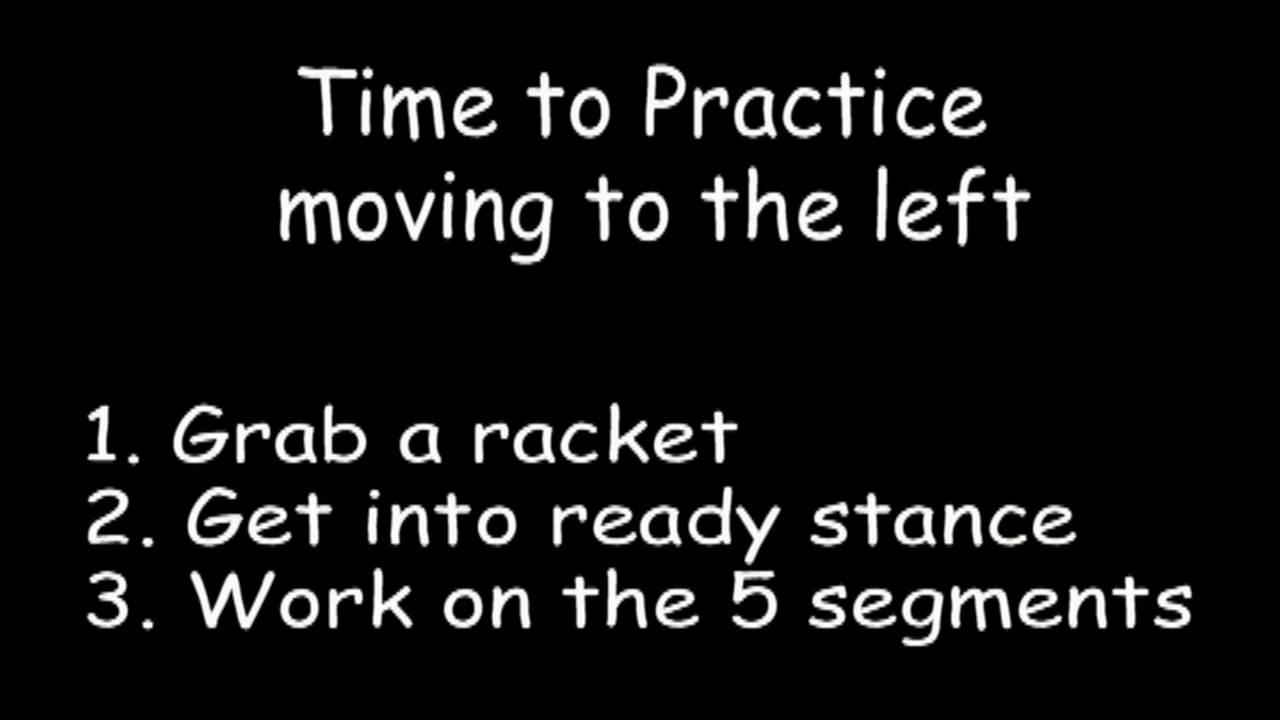 Time to Practice
moving to the left
1. Grab a racket
2. Get into ready stance
3. Work on the 5 segments